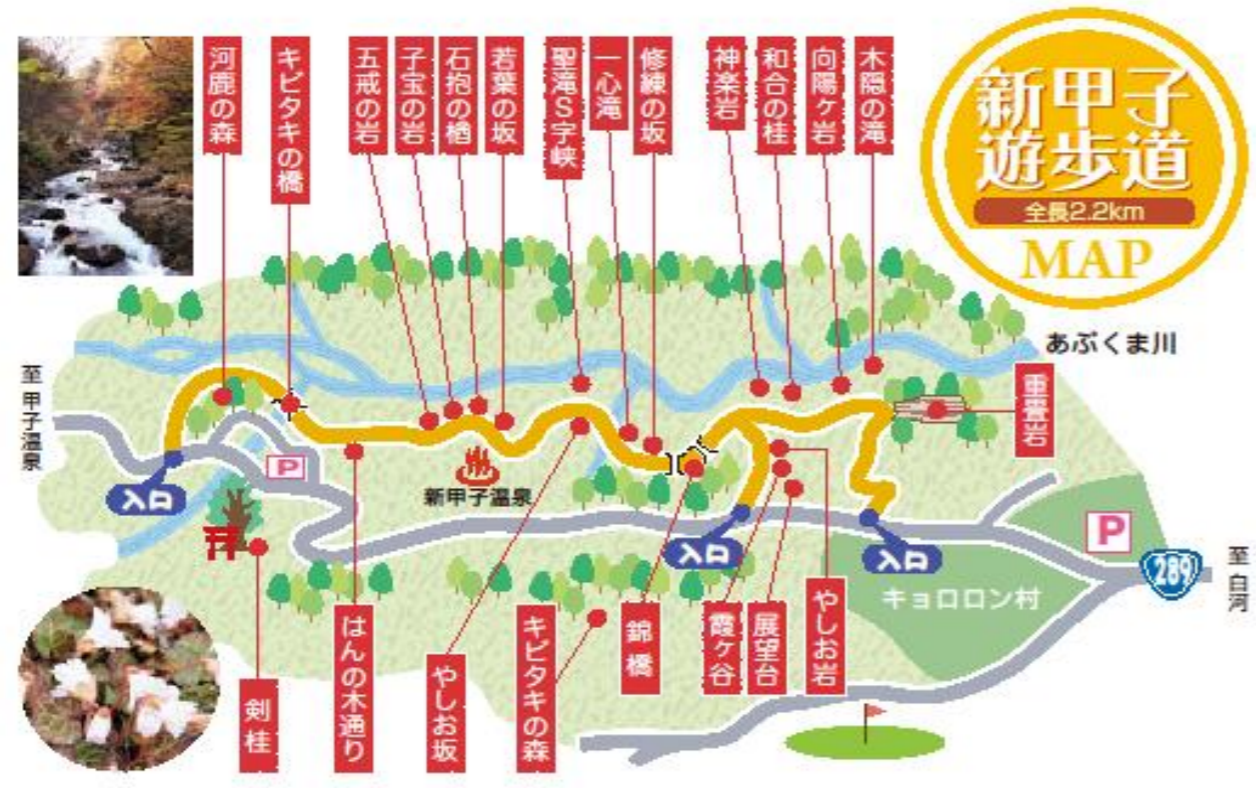 河鹿の森
キビタキの橋
五戒の岩
子宝の岩
石抱の楢
若葉の坂
聖滝S字峡
一心滝
修練の坂
神楽岩
和合の桂
向陽ヶ岩
木隠の滝
新甲子
遊歩道
全長2.2km
MAP
あぶくま川
重畳岩
至 甲子温泉
入口
P
新甲子温泉
入口
入口
P
289
至 白河
キョロロン村
剣桂
はんの木通り
やしお坂
キビタキの森
錦橋
霞ヶ谷
展望台
やしお岩